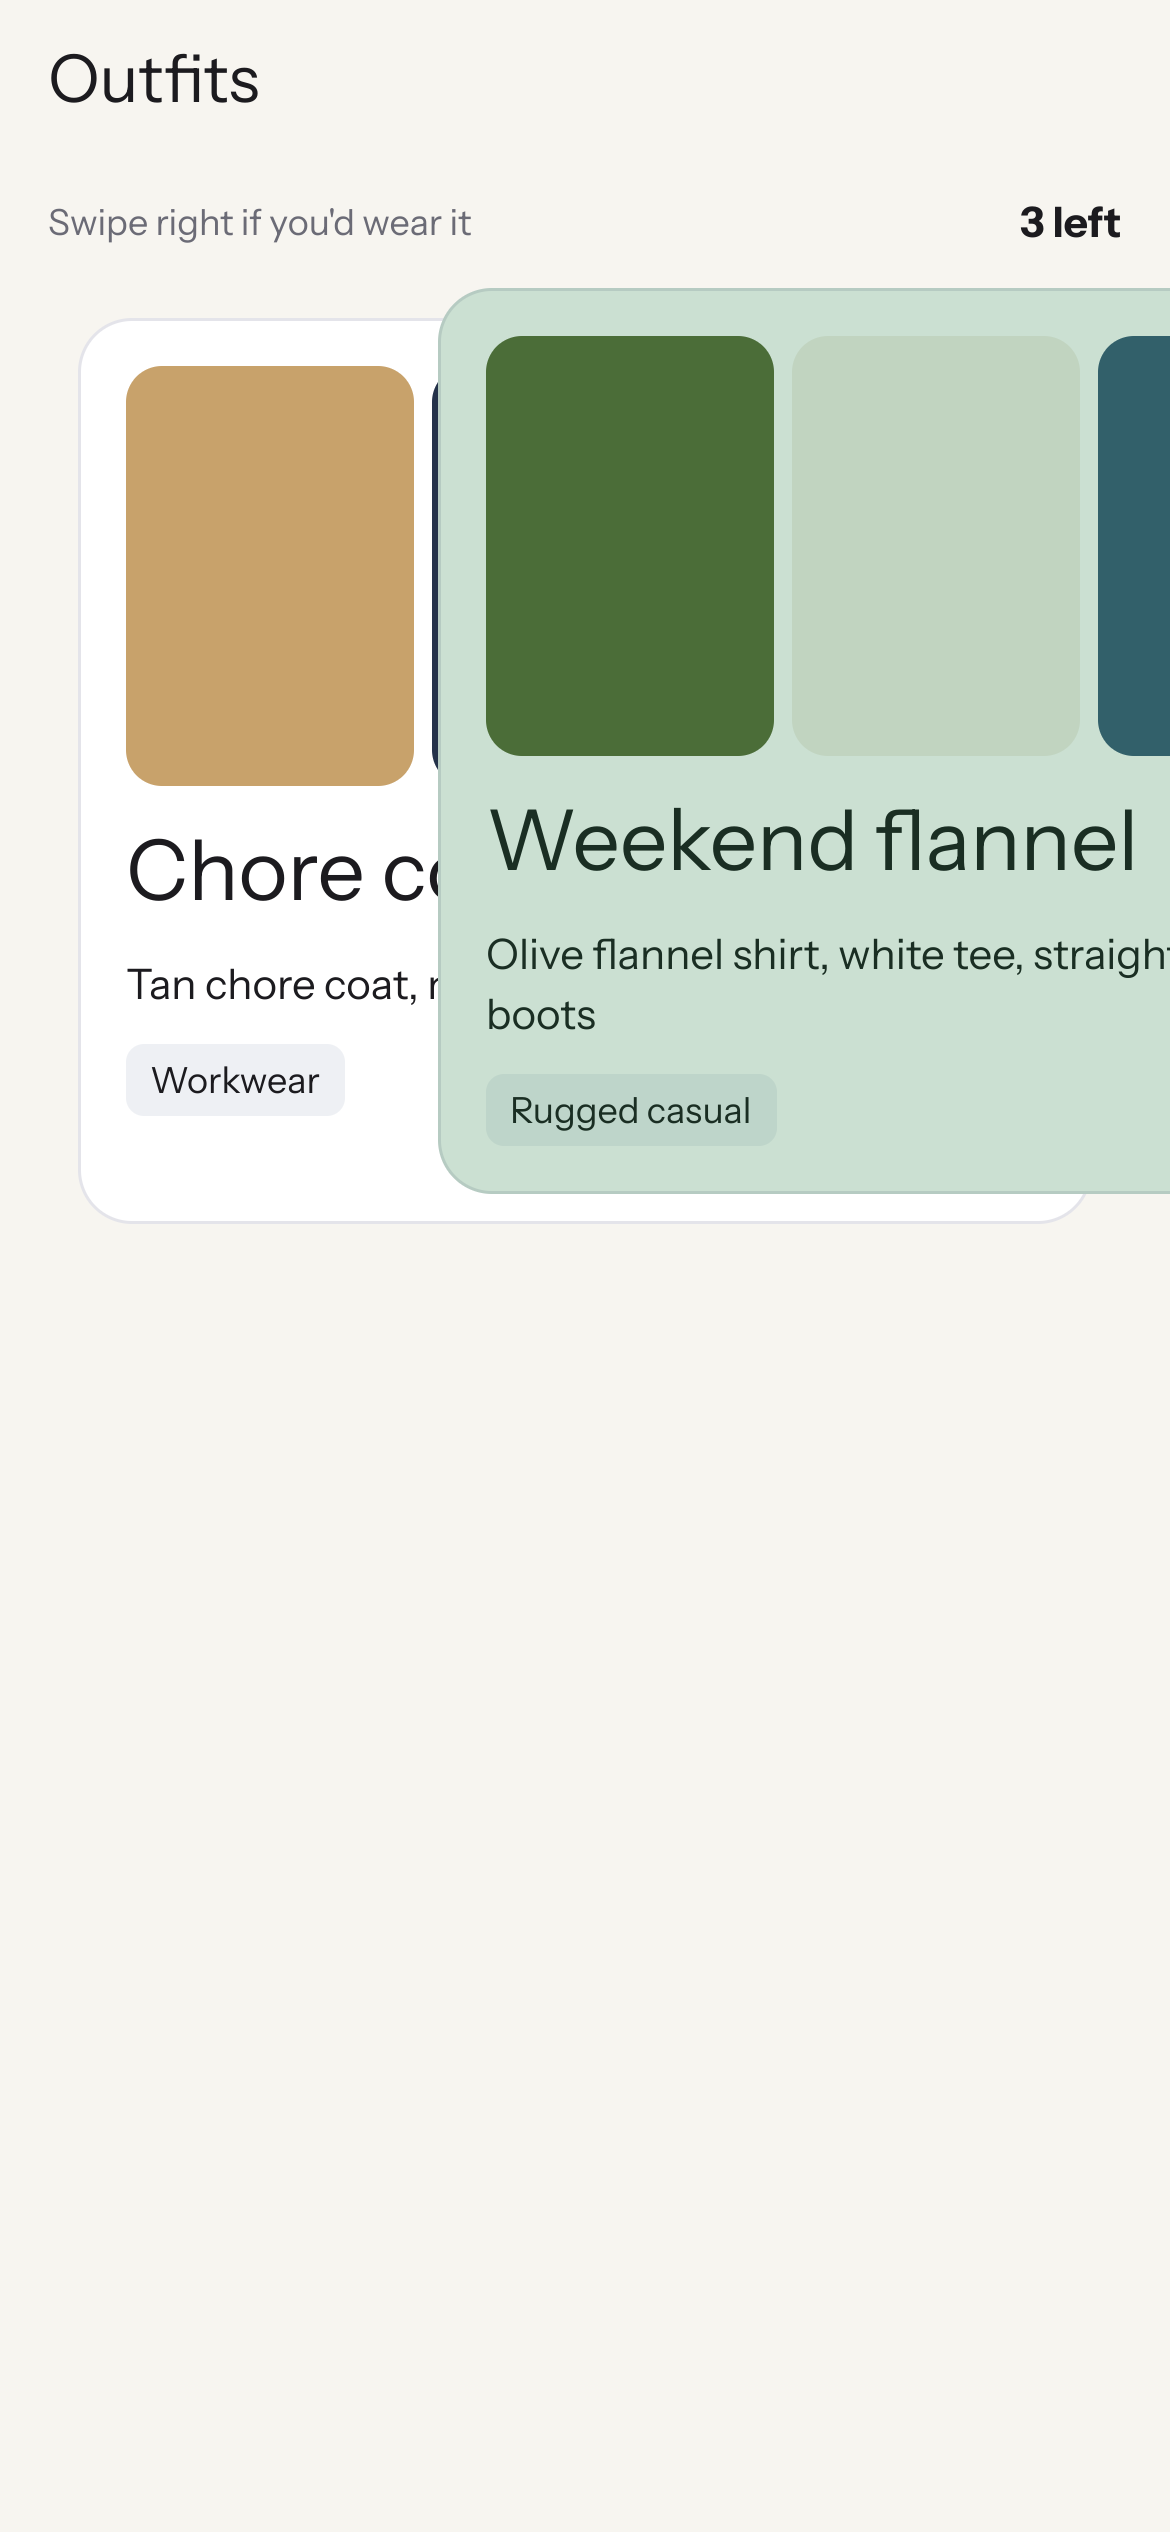 Outfits
Swipe right if you'd wear it
3 left
Weekend flannel
Olive flannel shirt, white tee, straight
boots
Rugged casual
Chore
Tan chore coat,
Workwear